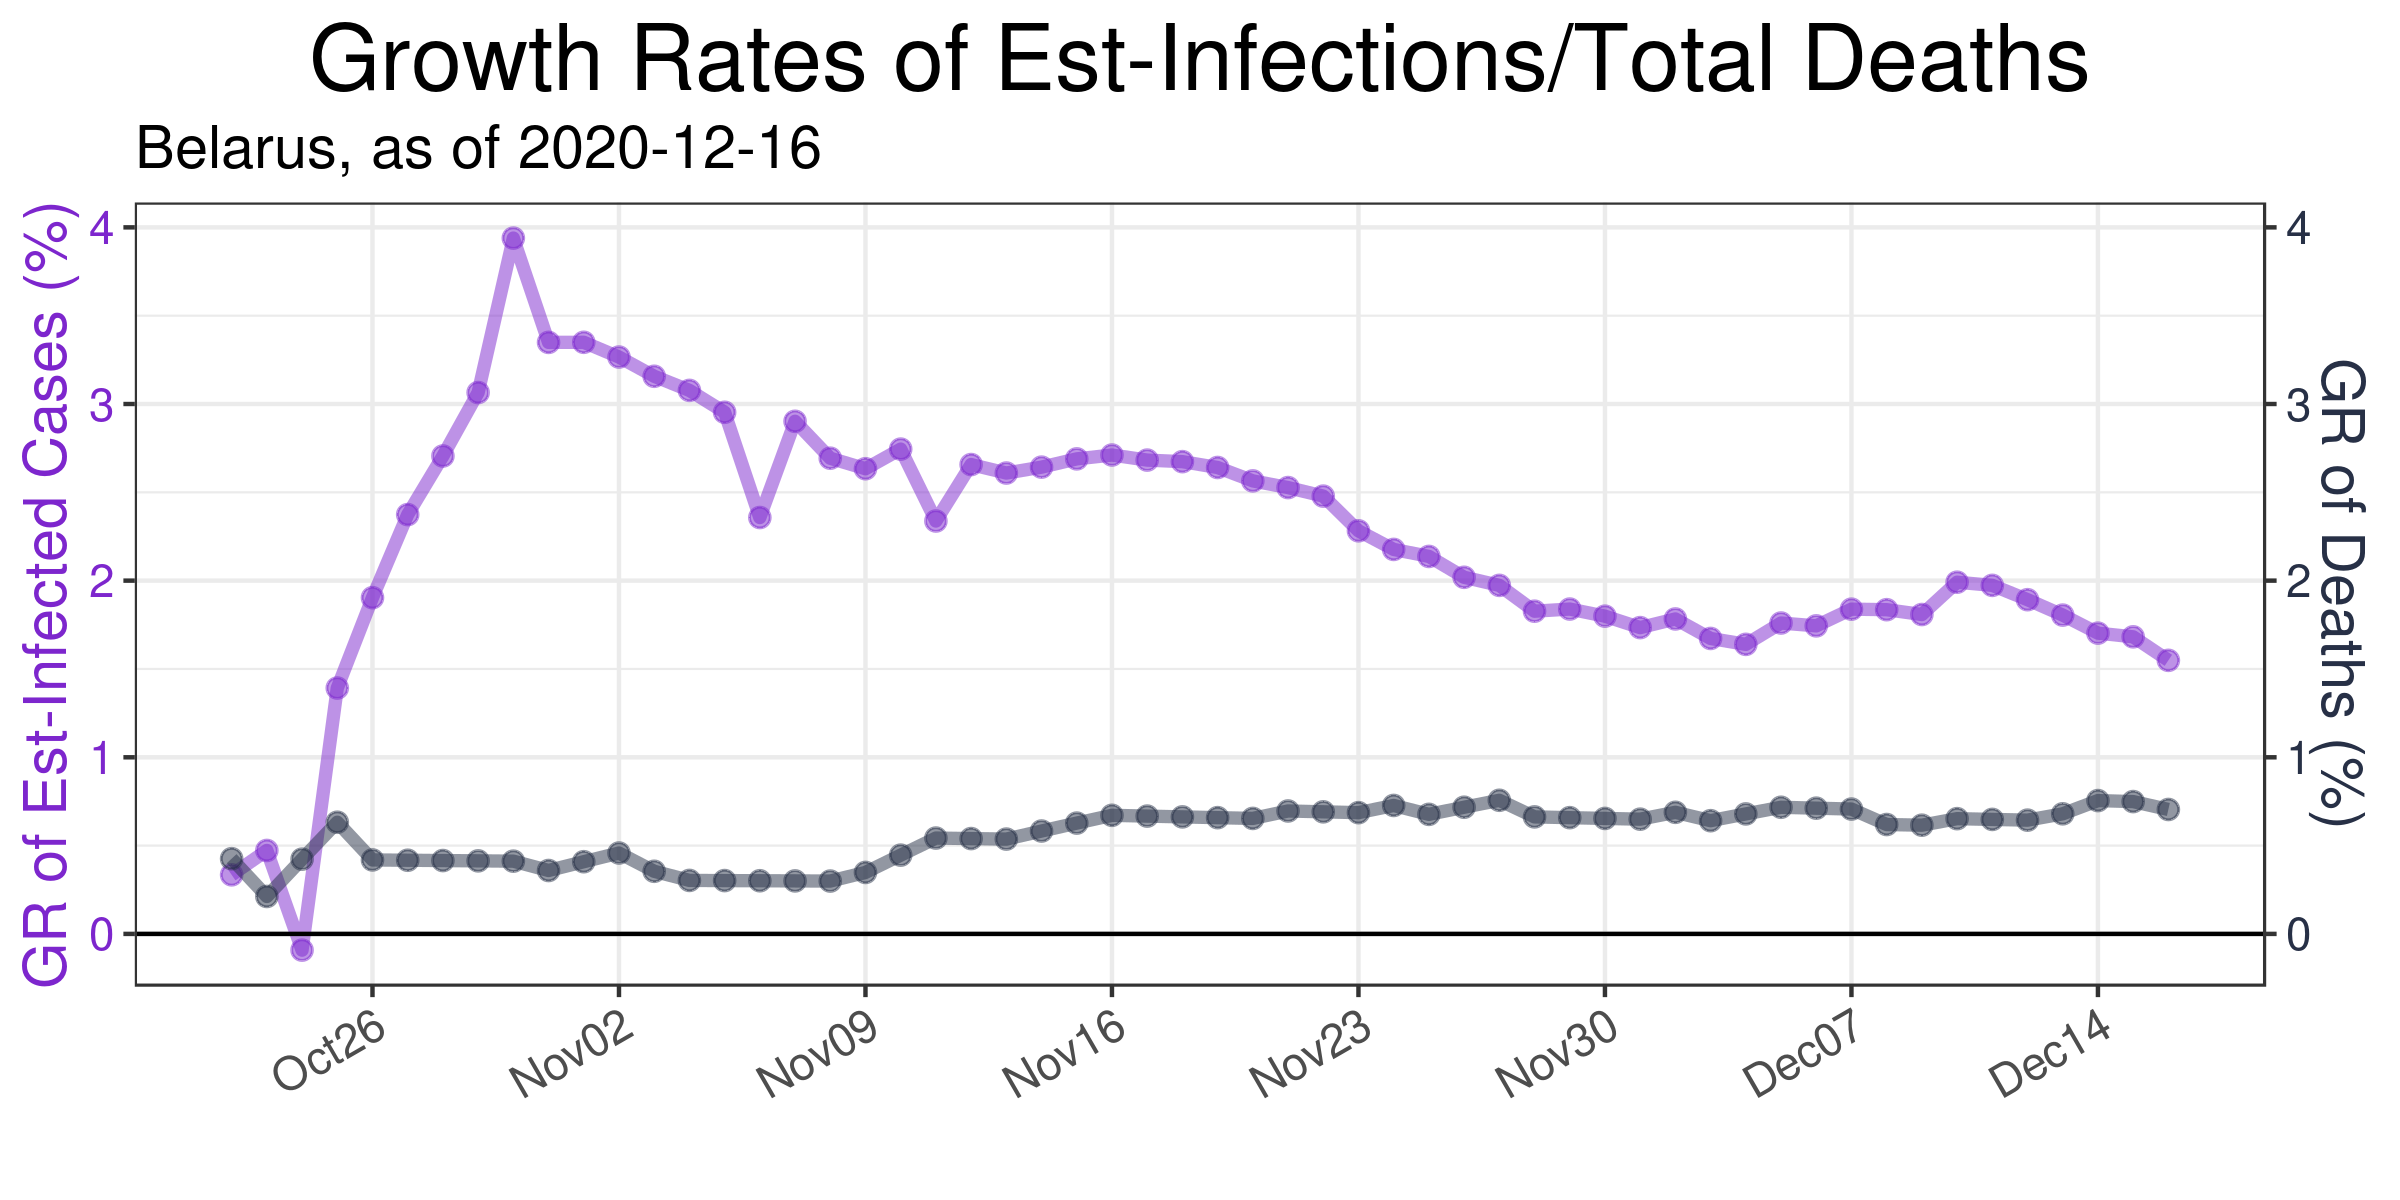 Growth Rates of Est-Infections/Total Deaths
Belarus, as of 2020-12-16
GR of Est-Infected Cases (%)
4
3
2
1
0
4
3
2
1
0
GR of Deaths (%)
Oct26
Nov02
Nov09
Nov16
Nov23
Nov30
Dec07
Dec14